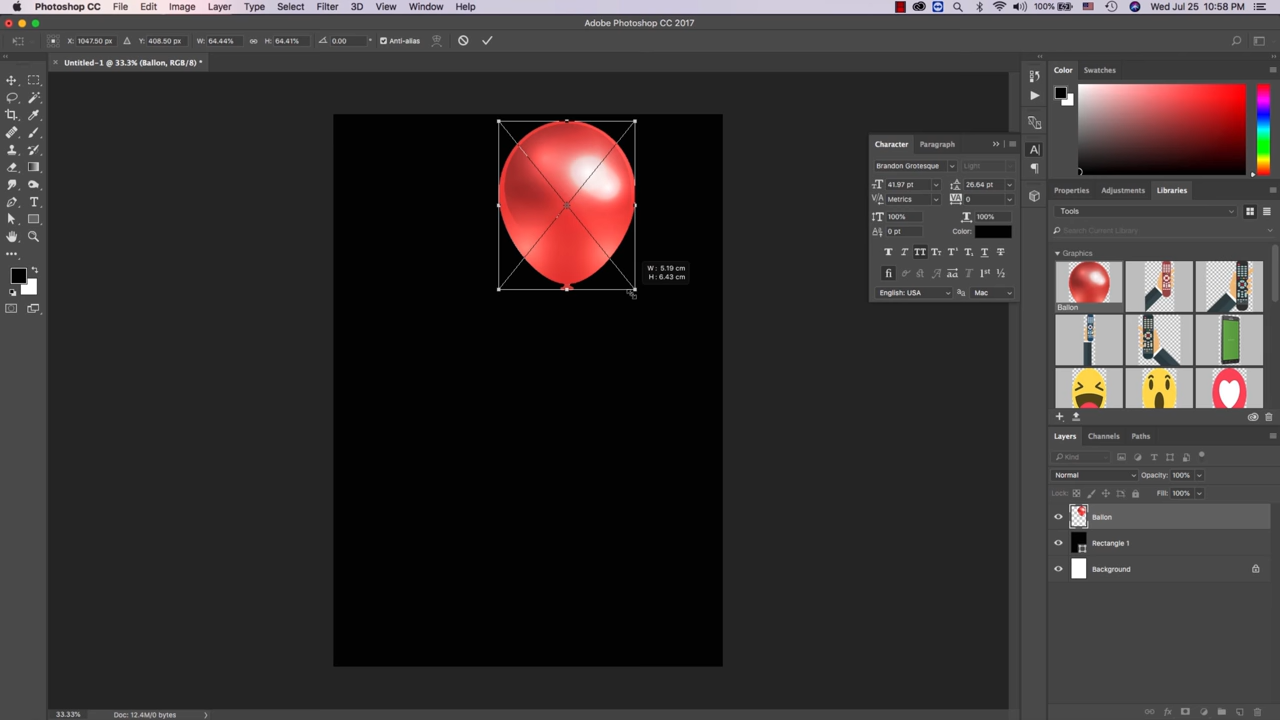 Photoshop CC File Edit Image Layer Type Select Filter 3D View Window Help 100% Wed Jul 25 10:58 PM
Adobe Photoshop CC 2017
X: 1047.50 px Y: 408.50 px W: 64.44% H: 64.41% 0.00 ° Anti-alias
Untitled-1 @ 33.3% (Ballon, RGB/8) *
Color Swatches
Character Paragraph
Brandon Grotesque Light
41.97 pt 26.64 pt
Metrics 0
100% 100%
0 pt Color:
English: USA Mac
Properties Adjustments Libraries
Tools
Search Current Library
Graphics
Ballon
W: 5.19 cm
H: 6.43 cm
Layers Channels Paths
Kind
Normal Opacity: 100%
Lock: Fill: 100%
Ballon
Rectangle 1
Background
33.33% Doc: 12.4M/0 bytes